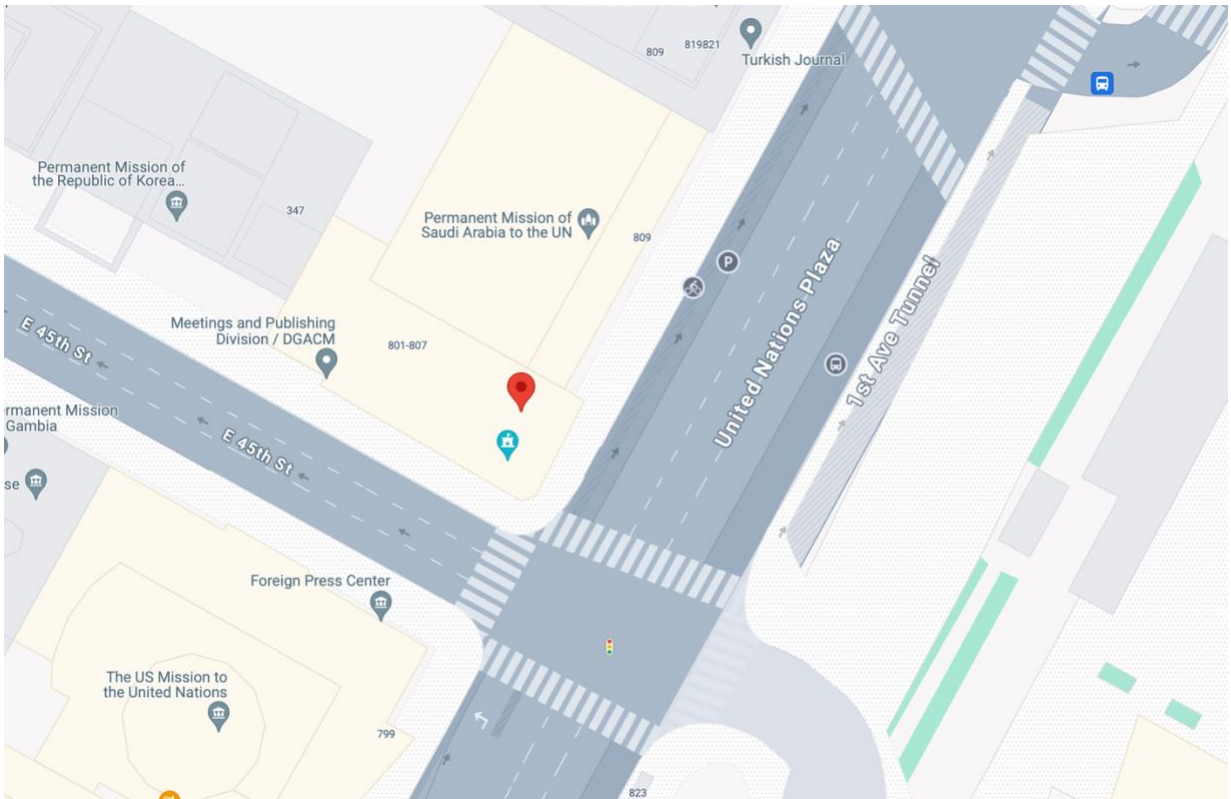 809
819821
Turkish Journal
Permanent Mission of
the Republic of Korea...
347
Permanent Mission of
Saudi Arabia to the UN
809
P
Meetings and Publishing
Division / DGACM
801-807
United Nations Plaza
1st Ave Tunnel
E 45th St
E 45th St
ermanent Mission
Gambia
se
Foreign Press Center
The US Mission to
the United Nations
799
823